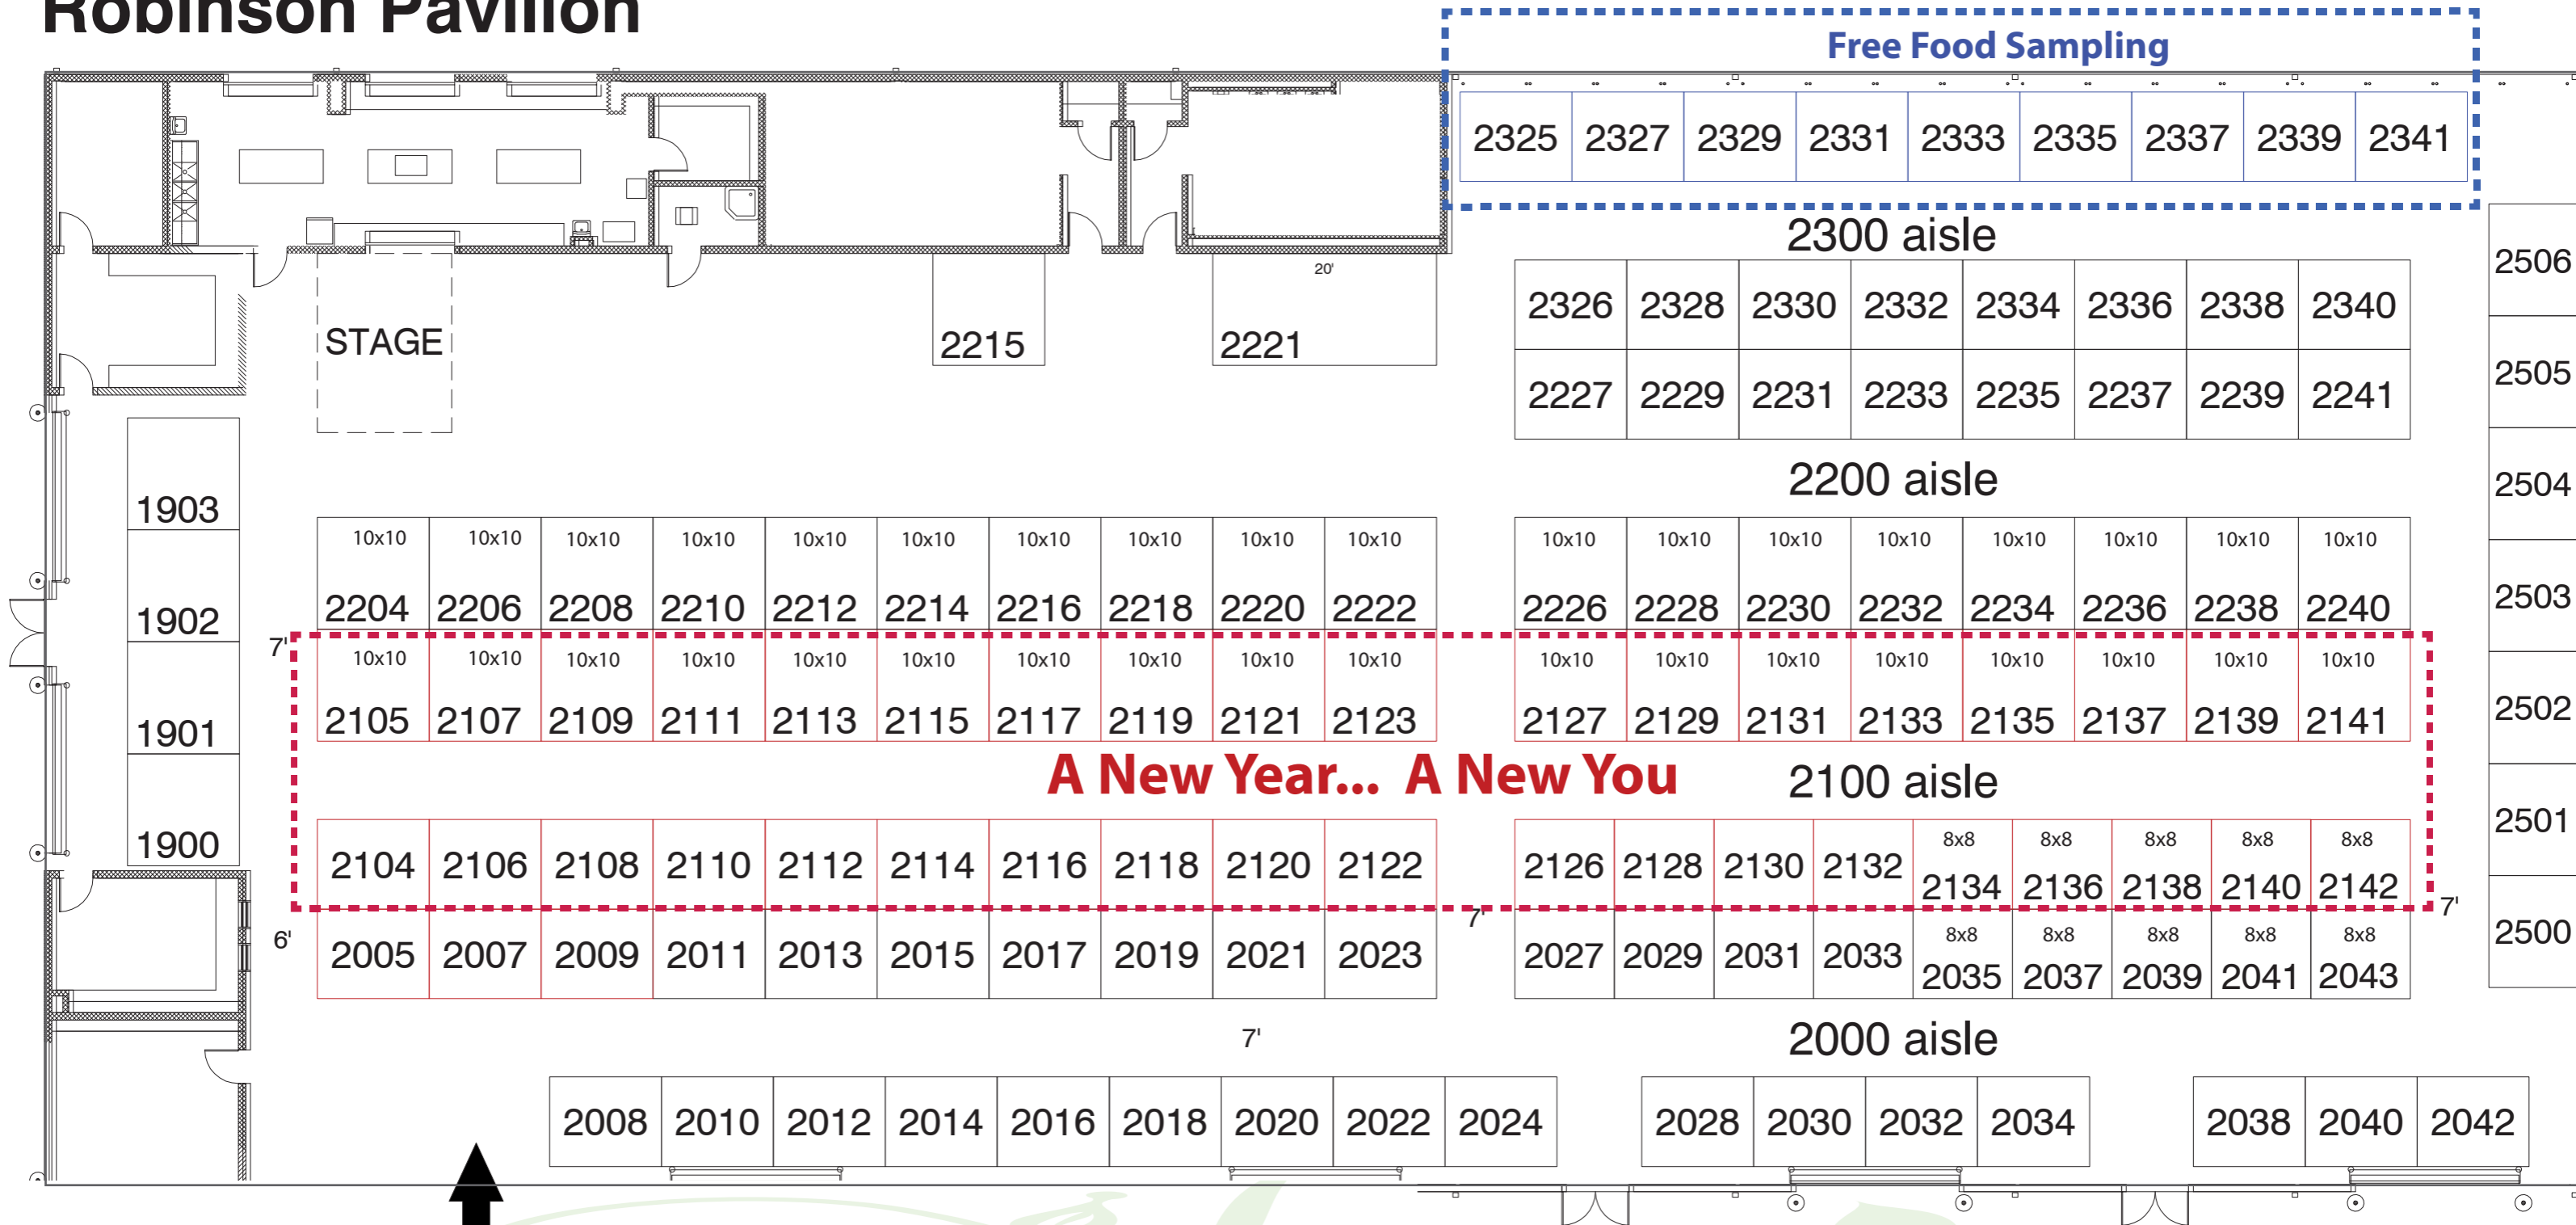 Robinson Pavilion
Free Food Sampling
2325 2327 2329 2331 2333 2335 2337 2339 2341
2300 aisle
20'
2326 2328 2330 2332 2334 2336 2338 2340
2227 2229 2231 2233 2235 2237 2239 2241
STAGE
2215
2221
2200 aisle
2506
2505
2504
2503
2502
2501
2500
1903
1902
1901
1900
10x10 10x10 10x10 10x10 10x10 10x10 10x10 10x10 10x10 10x10 10x10 10x10 10x10 10x10 10x10 10x10 10x10 10x10
2204 2206 2208 2210 2212 2214 2216 2218 2220 2222 2226 2228 2230 2232 2234 2236 2238 2240
7'
10x10 10x10 10x10 10x10 10x10 10x10 10x10 10x10 10x10 10x10 10x10 10x10 10x10 10x10 10x10 10x10 10x10 10x10
2105 2107 2109 2111 2113 2115 2117 2119 2121 2123 2127 2129 2131 2133 2135 2137 2139 2141
A New Year... A New You
2100 aisle
8x8 8x8 8x8 8x8 8x8
2104 2106 2108 2110 2112 2114 2116 2118 2120 2122 2126 2128 2130 2132 2134 2136 2138 2140 2142
7'
7'
6'
8x8 8x8 8x8 8x8 8x8
2005 2007 2009 2011 2013 2015 2017 2019 2021 2023 2027 2029 2031 2033 2035 2037 2039 2041 2043
7'
2000 aisle
2008 2010 2012 2014 2016 2018 2020 2022 2024 2028 2030 2032 2034 2038 2040 2042